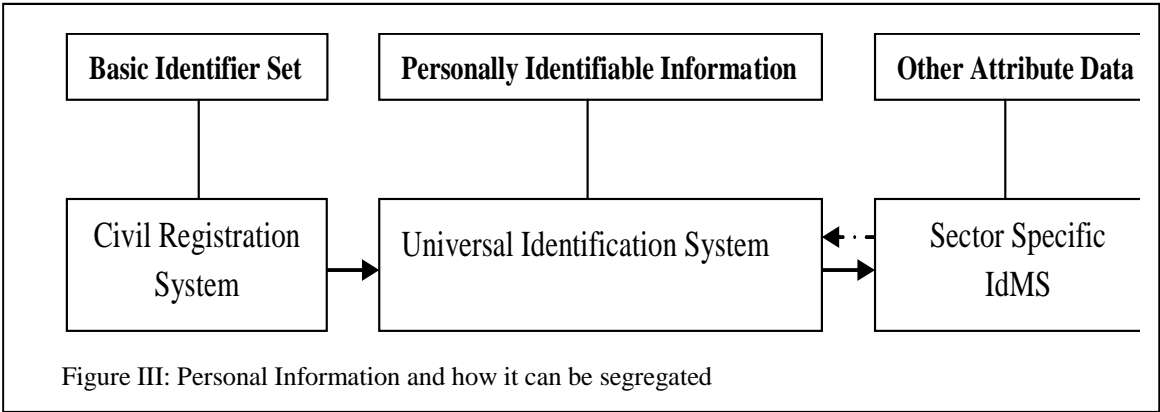 Basic Identifier Set
Personally Identifiable Information
Other Attribute Data
Civil Registration
System
Universal Identification System
Sector Specific
IdMS
Figure III: Personal Information and how it can be segregated